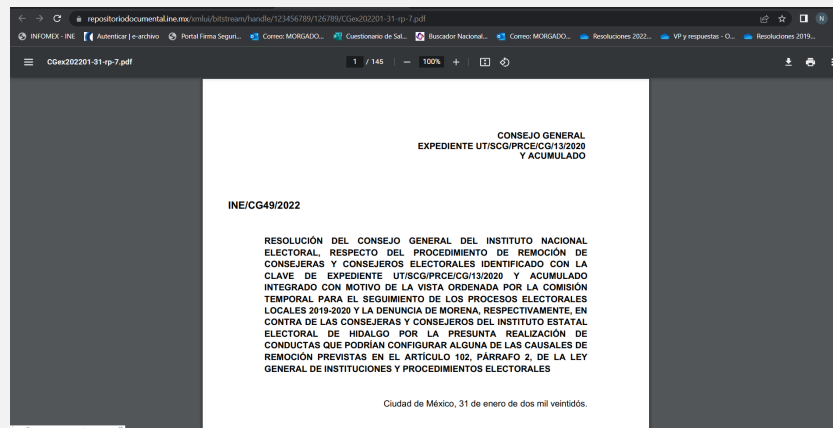 repositoriodocumental.ine.mx/xmlui/bitstream/handle/123456789/126789/CGex202201-31-rp-7.pdf
INFOMEX - INE Autenticar | e-archivo Portal Firma Seguri... Correo: MORGADO... Cuestionario de Sal... Buscador Nacional... Correo: MORGADO... Resoluciones 2022... VP y respuestas - O... Resoluciones 2019...
CGex202201-31-rp-7.pdf 1 / 145 100%
CONSEJO GENERAL
EXPEDIENTE UT/SCG/PRCE/CG/13/2020
Y ACUMULADO
INE/CG49/2022
RESOLUCIÓN DEL CONSEJO GENERAL DEL INSTITUTO NACIONAL
ELECTORAL, RESPECTO DEL PROCEDIMIENTO DE REMOCIÓN DE
CONSEJERAS Y CONSEJEROS ELECTORALES IDENTIFICADO CON LA
CLAVE DE EXPEDIENTE UT/SCG/PRCE/CG/13/2020 Y ACUMULADO
INTEGRADO CON MOTIVO DE LA VISTA ORDENADA POR LA COMISIÓN
TEMPORAL PARA EL SEGUIMIENTO DE LOS PROCESOS ELECTORALES
LOCALES 2019-2020 Y LA DENUNCIA DE MORENA, RESPECTIVAMENTE, EN
CONTRA DE LAS CONSEJERAS Y CONSEJEROS DEL INSTITUTO ESTATAL
ELECTORAL DE HIDALGO POR LA PRESUNTA REALIZACIÓN DE
CONDUCTAS QUE PODRÍAN CONFIGURAR ALGUNA DE LAS CAUSALES DE
REMOCIÓN PREVISTAS EN EL ARTÍCULO 102, PÁRRAFO 2, DE LA LEY
GENERAL DE INSTITUCIONES Y PROCEDIMIENTOS ELECTORALES
Ciudad de México, 31 de enero de dos mil veintidós.